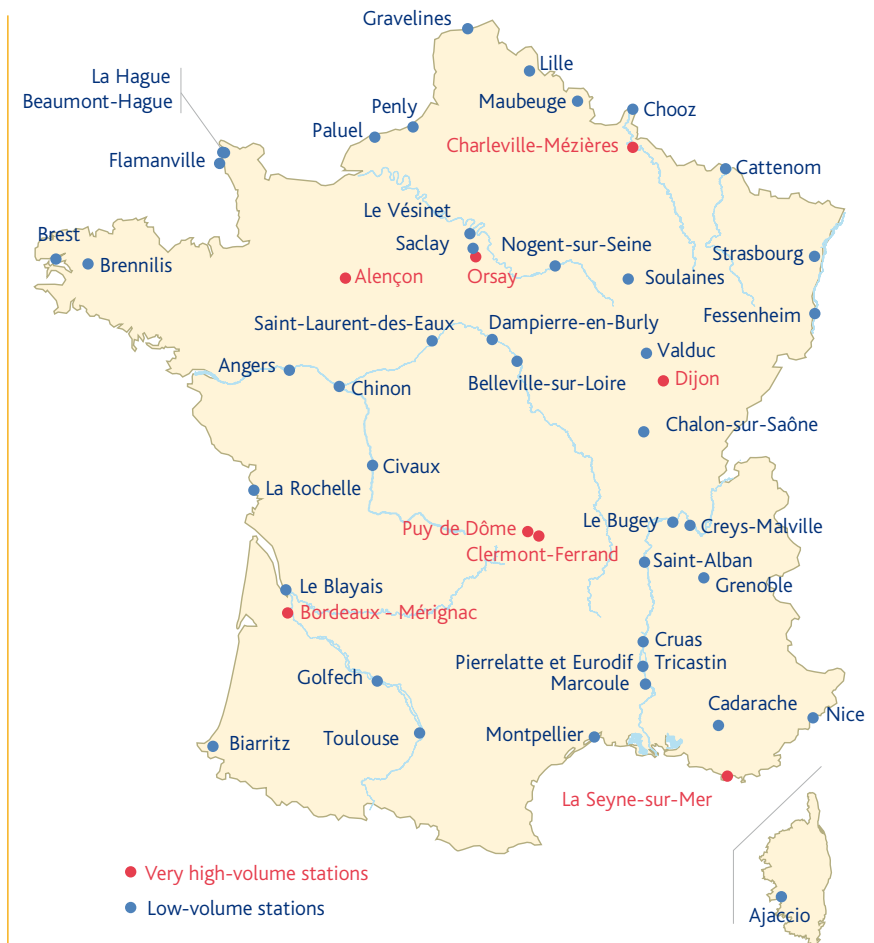 Gravelines
Lille
La Hague
Beaumont-Hague
Penly
Maubeuge
Chooz
Paluel
Charleville-Mézières
Flamanville
Cattenom
Le Vésinet
Brest
Saclay
Nogent-sur-Seine
Strasbourg
Brennilis
Alençon
Orsay
Soulaines
Saint-Laurent-des-Eaux
Dampierre-en-Burly
Fessenheim
Valduc
Angers
Belleville-sur-Loire
Dijon
Chinon
Chalon-sur-Saône
Civaux
La Rochelle
Puy de Dôme
Le Bugey
Creys-Malville
Clermont-Ferrand
Saint-Alban
Grenoble
Le Blayais
Bordeaux - Mérignac
Cruas
Pierrelatte et Eurodif
Tricastin
Golfech
Marcoule
Cadarache
Nice
Biarritz
Toulouse
Montpellier
La Seyne-sur-Mer
Very high-volume stations
Low-volume stations
Ajaccio